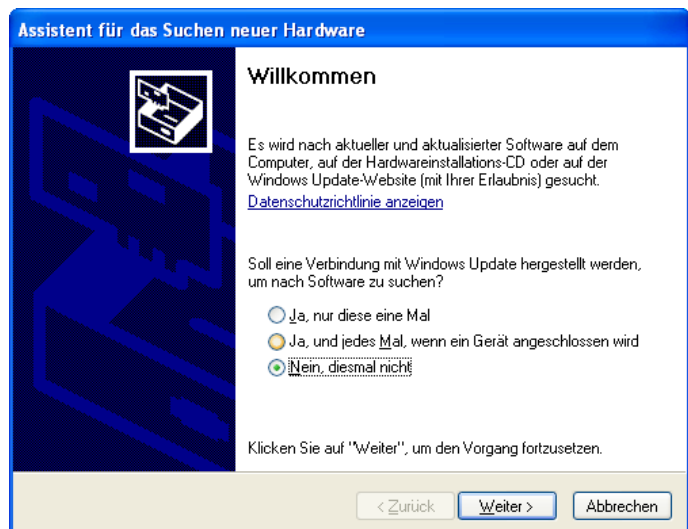 Assistent für das Suchen neuer Hardware
Willkommen
Es wird nach aktueller und aktualisierter Software auf dem
Computer, auf der Hardwareinstallations-CD oder auf der
Windows Update-Website (mit Ihrer Erlaubnis) gesucht.
Datenschutzrichtlinie anzeigen
Soll eine Verbindung mit Windows Update hergestellt werden,
um nach Software zu suchen?
Ja, nur diese eine Mal
Ja, und jedes Mal, wenn ein Gerät angeschlossen wird
Nein, diesmal nicht
Klicken Sie auf "Weiter", um den Vorgang fortzusetzen.
< Zurück Weiter > Abbrechen